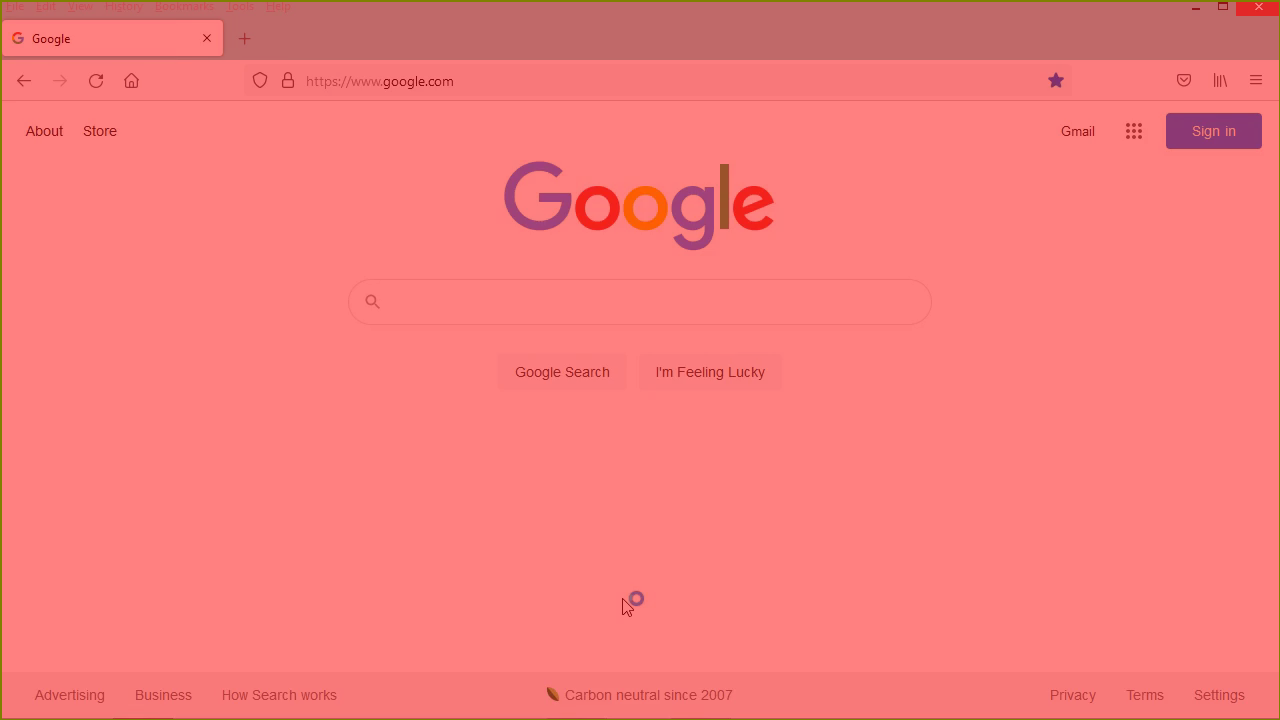 File Edit View History Bookmarks Tools Help
Google
https://www.google.com
About Store Gmail Sign in
Google
Google Search I'm Feeling Lucky
Advertising Business How Search works Carbon neutral since 2007 Privacy Terms Settings